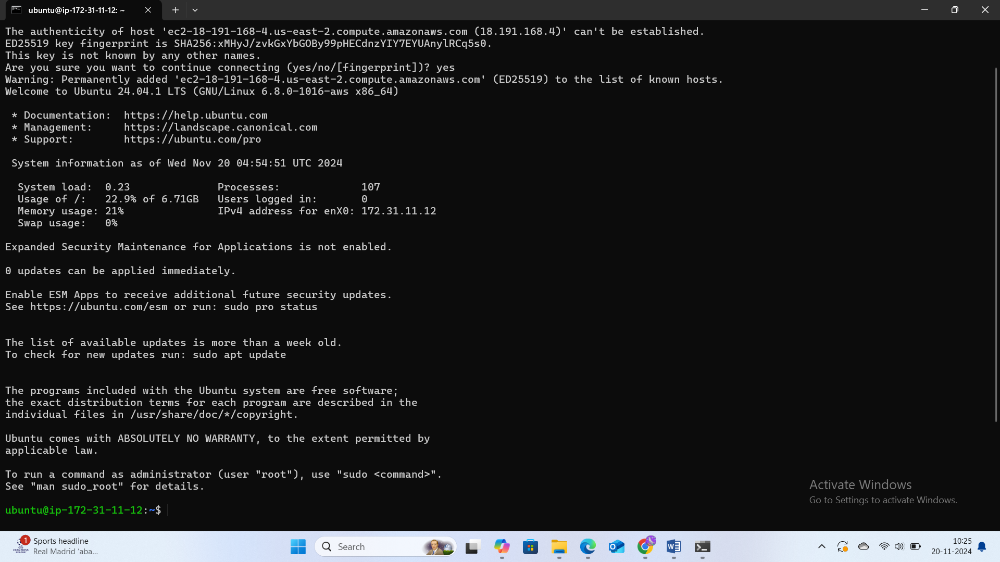 ubuntu@ip-172-31-11-12: ~
The authenticity of host 'ec2-18-191-168-4.us-east-2.compute.amazonaws.com (18.191.168.4)' can't be established.
ED25519 key fingerprint is SHA256:xMHyJ/zvkGxYbGOBy99pHECdnzYIY7EYUAnylRCq5s0.
This key is not known by any other names.
Are you sure you want to continue connecting (yes/no/[fingerprint])? yes
Warning: Permanently added 'ec2-18-191-168-4.us-east-2.compute.amazonaws.com' (ED25519) to the list of known hosts.
Welcome to Ubuntu 24.04.1 LTS (GNU/Linux 6.8.0-1016-aws x86_64)
* Documentation:  https://help.ubuntu.com
* Management:     https://landscape.canonical.com
* Support:        https://ubuntu.com/pro
System information as of Wed Nov 20 04:54:51 UTC 2024
System load:  0.23              Processes:             107
Usage of /:   22.9% of 6.71GB   Users logged in:       0
Memory usage: 21%               IPv4 address for enX0: 172.31.11.12
Swap usage:   0%
Expanded Security Maintenance for Applications is not enabled.
0 updates can be applied immediately.
Enable ESM Apps to receive additional future security updates.
See https://ubuntu.com/esm or run: sudo pro status
The list of available updates is more than a week old.
To check for new updates run: sudo apt update
The programs included with the Ubuntu system are free software;
the exact distribution terms for each program are described in the
individual files in /usr/share/doc/*/copyright.
Ubuntu comes with ABSOLUTELY NO WARRANTY, to the extent permitted by
applicable law.
To run a command as administrator (user "root"), use "sudo <command>".
See "man sudo_root" for details.
ubuntu@ip-172-31-11-12:~$
Activate Windows
Go to Settings to activate Windows.
1
CHAMPIONS
LEAGUE
Sports headline
Real Madrid 'aba...
Search
10:25
20-11-2024